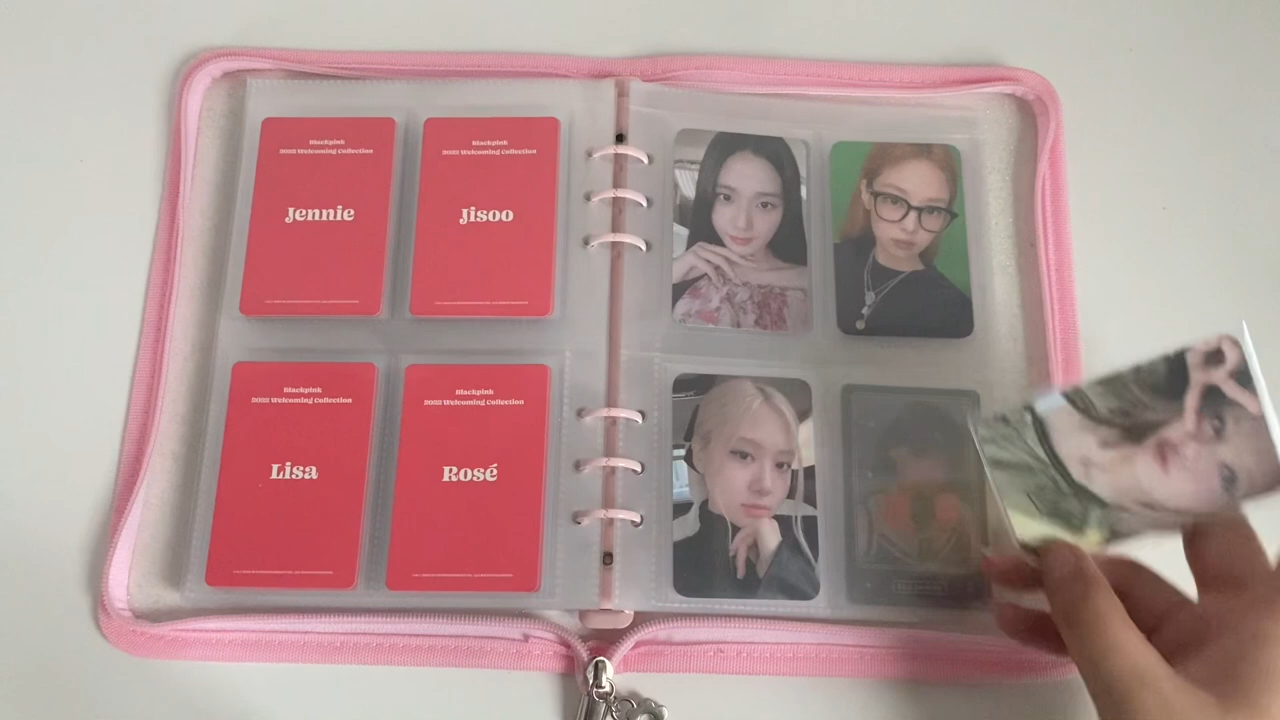 Blackpink
2022 Welcoming Collection
Jennie
Blackpink
2022 Welcoming Collection
Jisoo
Blackpink
2022 Welcoming Collection
Lisa
Blackpink
2022 Welcoming Collection
Rosé